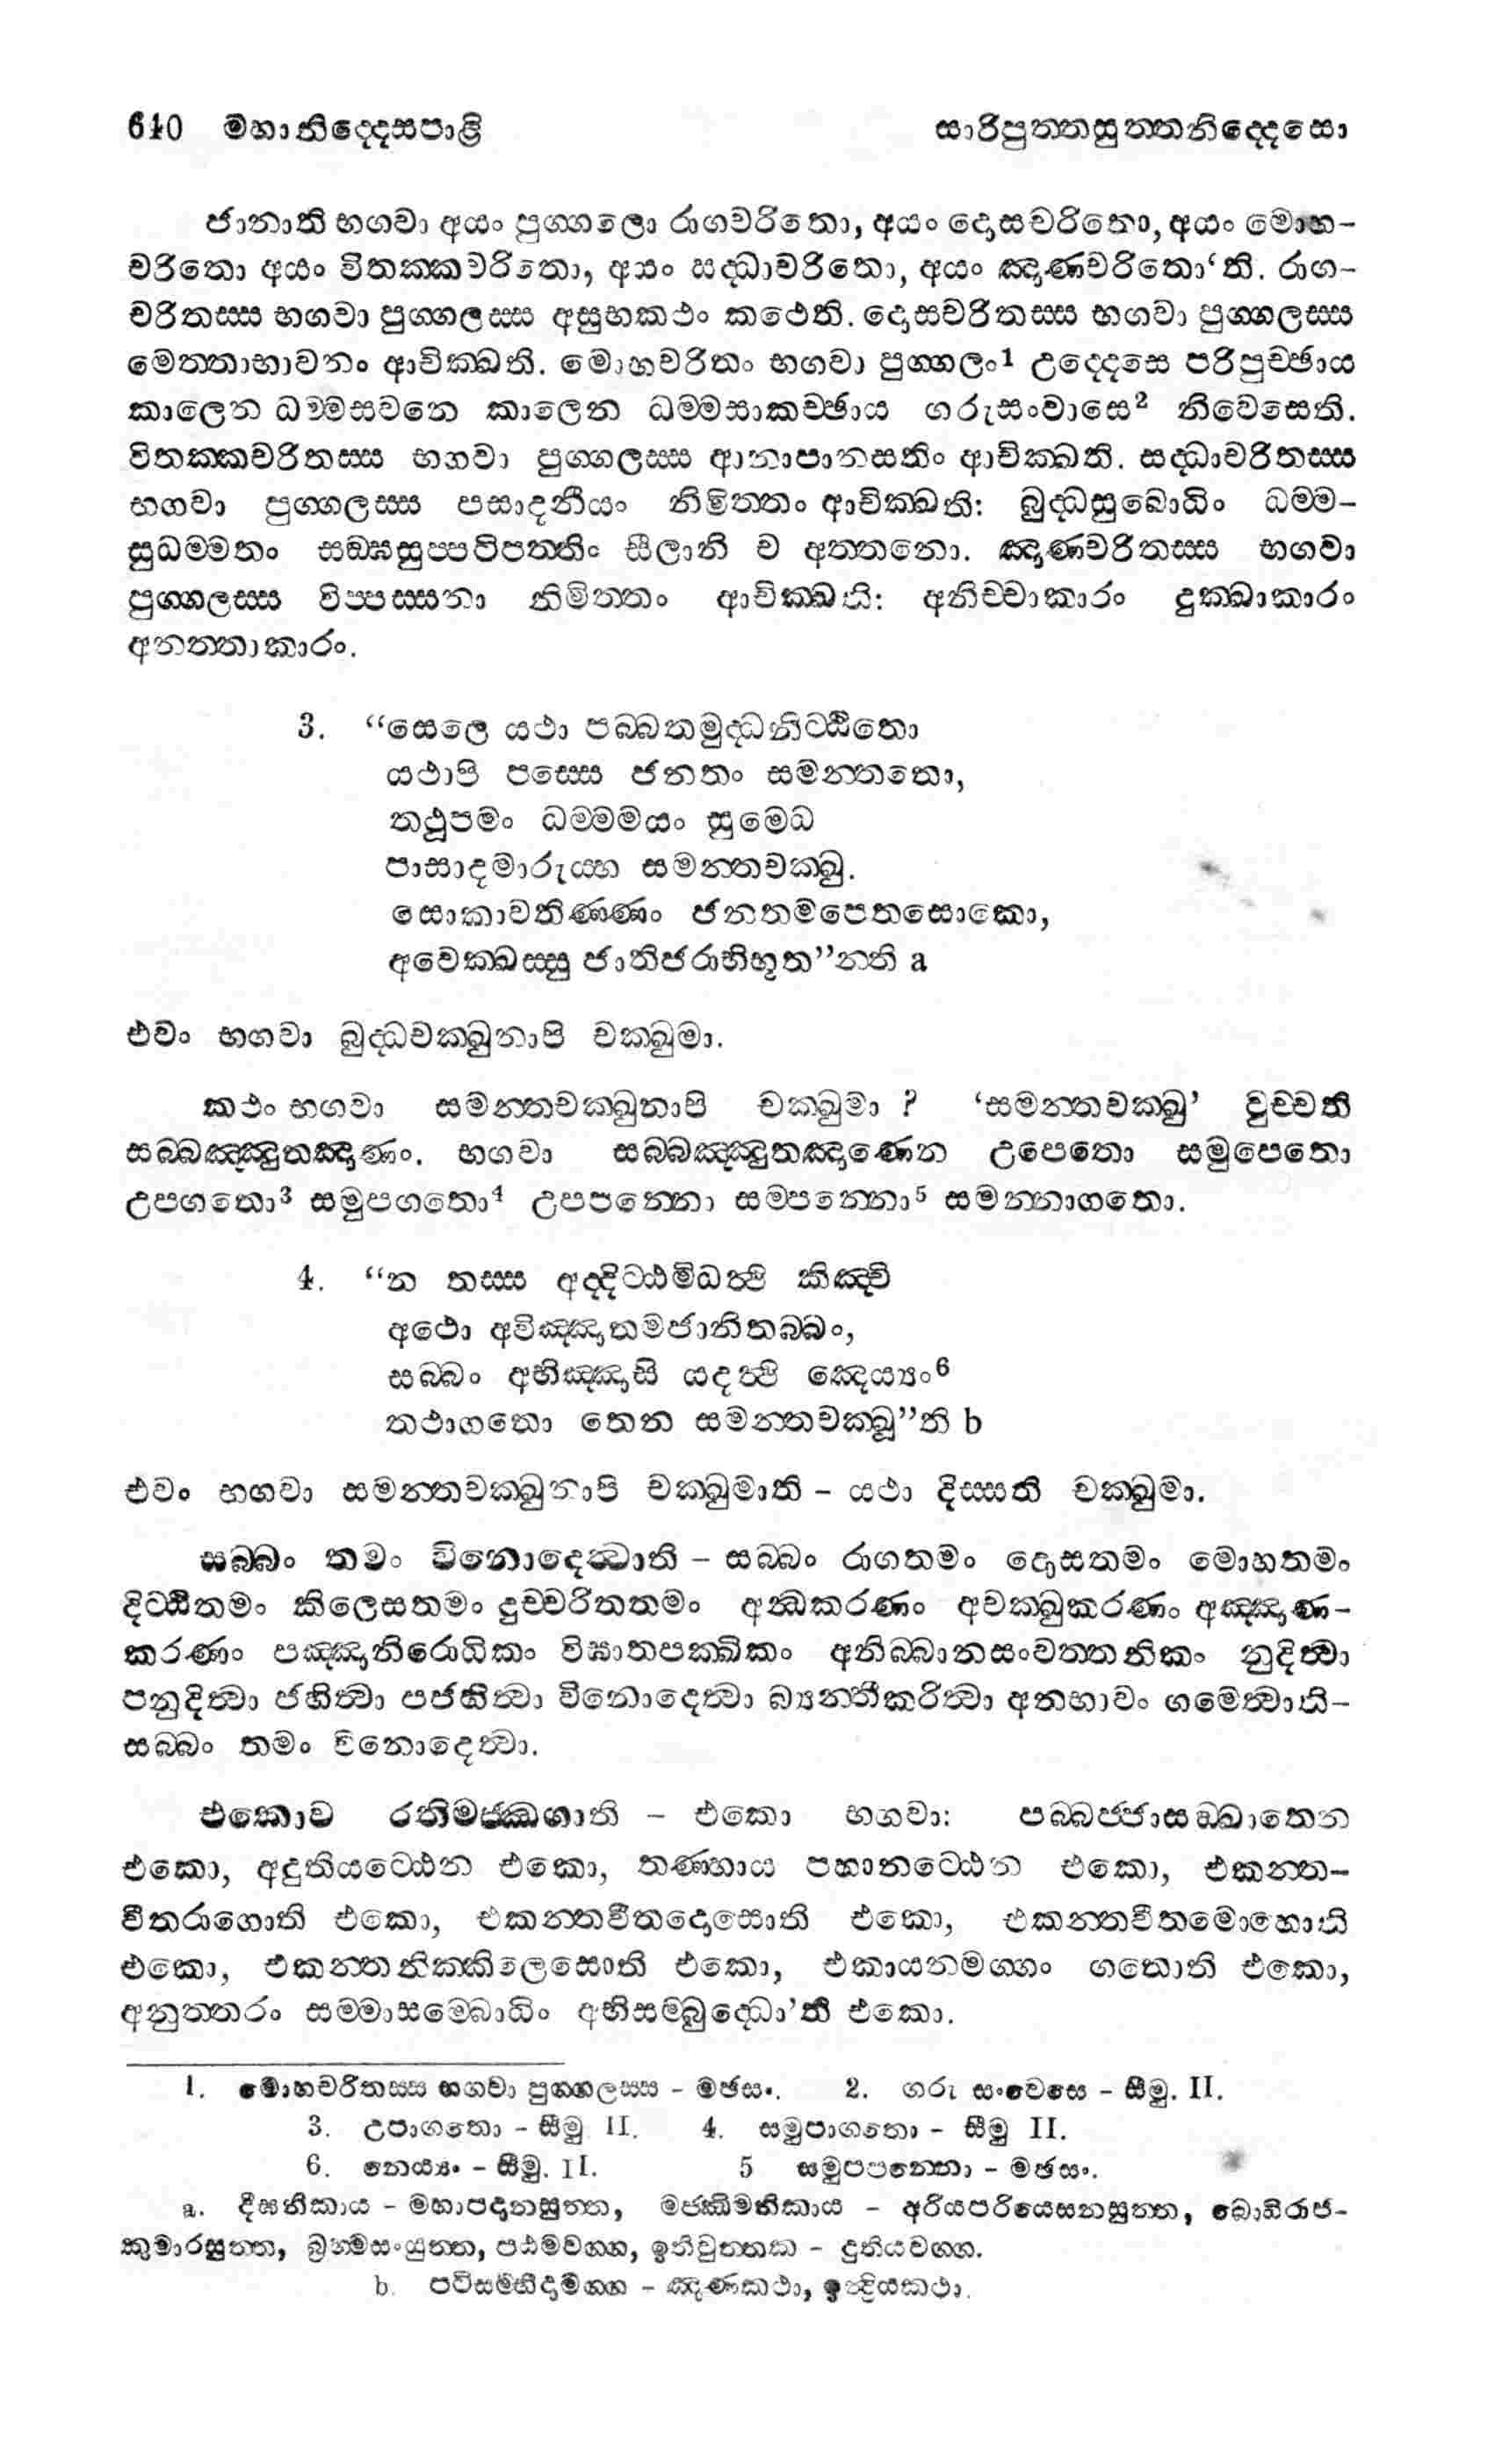 640 මහානිද්දෙසපාළි සාරිපුත්තසුත්තනිද්දෙසො
ජානාති භගවා අයං පුග්ගලො රාගචරිතො, අයං දොසචරිතො, අයං මොහ-
චරිතො අයං විතක්කචරිතො, අයං සද්ධාචරිතො, අයං ඤාණචරිතො‘ති. රාග-
චරිතස්ස භගවා පුග්ගලස්ස අසුභකථං කථෙති. දොසචරිතස්ස භගවා පුග්ගලස්ස
මෙත්තාභාවනං ආචික්ඛති. මොහචරිතං භගවා පුග්ගලං1 උද්දෙසෙ පරිපුච්ඡාය
කාලෙන ධම්මසවනෙ කාලෙන ධම්මසාකච්ඡාය ගරුසංවාසෙ2 නිවෙසෙති.
විතක්කචරිතස්ස භගවා පුග්ගලස්ස ආනාපානසතිං ආචික්ඛති. සද්ධාචරිතස්ස
භගවා පුග්ගලස්ස පසාදනීයං නිමිත්තං ආචික්ඛති: බුද්ධසුබොධිං ධම්ම-
සුධම්මතං සඞ්ඝසුප්පටිපත්තිං සීලානි ච අත්තනො. ඤාණචරිතස්ස භගවා
පුග්ගලස්ස විප්පස්සනා නිමිත්තං ආචික්ඛති: අනිච්චාකාරං දුක්ඛාකාරං
අනත්තාකාරං.
3. “සෙලෙ යථා පබ්බතමුද්ධනිට්ඨිතො
යථාපි පස්සෙ ජනතං සමන්තතො,
තථූපමං ධම්මමයං සුමෙධ
පාසාදමාරුය්හ සමන්තචක්ඛු.
සොකාවතිණ්ණං ජනතමපෙතසොකො,
අවෙක්ඛස්සු ජාතිජරාභිභූත”න්ති a
එවං භගවා බුද්ධචක්ඛුනාපි චක්ඛුමා.
කථං භගවා සමන්තචක්ඛුනාපි චක්ඛුමා ? ‘සමන්තචක්ඛු’ වුච්චති
සබ්බඤ්ඤුතඤාණං. භගවා සබ්බඤ්ඤුතඤාණෙන උපෙතො සමුපෙතො
උපගතො3 සමුපගතො4 උපපන්නො සම්පන්නො5 සමන්නාගතො.
4. “න තස්ස අද්දිට්ඨමිධත්ථි කිඤ්චි
අථො අවිඤ්ඤාතමජානිතබ්බං,
සබ්බං අභිඤ්ඤාසි යදත්ථි ඤෙය්‍යං6
තථාගතො තෙන සමන්තචක්ඛූ”ති b
එවං භගවා සමන්තචක්ඛුනාපි චක්ඛුමාති – යථා දිස්සති චක්ඛුමා.
සබ්බං තමං විනොදෙත්වාති – සබ්බං රාගතමං දොසතමං මොහතමං
දිට්ඨිතමං කිලෙසතමං දුච්චරිතතමං අන්ධකරණං අචක්ඛුකරණං අඤ්ඤාණ-
කරණං පඤ්ඤානිරොධිකං විඝාතපක්ඛිකං අනිබ්බානසංවත්තනිකං නුදිත්වා
පනුදිත්වා ජහිත්වා පජහිත්වා විනොදෙත්වා බ්‍යන්තීකරිත්වා අනභාවං ගමෙත්වාති-
සබ්බං තමං විනොදෙත්වා.
එකොව රතිමජ්ඣගාති – එකො භගවා: පබ්බජ්ජාසඞ්ඛාතෙන
එකො, අදුතියට්ඨෙන එකො, තණ්හාය පහානට්ඨෙන එකො, එකන්ත-
වීතරාගොති එකො, එකන්තවීතදොසොති එකො, එකන්තවීතමොහොති
එකො, එකන්තනික්කිලෙසොති එකො, එකායනමග්ගං ගතොති එකො,
අනුත්තරං සම්මාසම්බොධිං අභිසම්බුද්ධො’ති එකො.
1. මොහචරිතස්ස භගවා පුග්ගලස්ස – මඡසං. 2. ගරු සංවෙසෙ – සීමු. II.
3. උපාගතො – සීමු II. 4. සමුපාගතො – සීමු II.
6. නෙය්‍යං – සීමු. II. 5 සමුපපන්නො – මඡසං.
a. දීඝනිකාය – මහාපදානසුත්ත, මජ්ඣිමනිකාය – අරියපරියෙසනසුත්ත, බොධිරාජ-
කුමාරසුත්ත, බ්‍රහ්මසංයුත්ත, පඨමවග්ග, ඉතිවුත්තක – දුතියවග්ග.
b. පටිසම්භිදාමග්ග – ඤාණකථා, ඉන්ද්‍රියකථා.